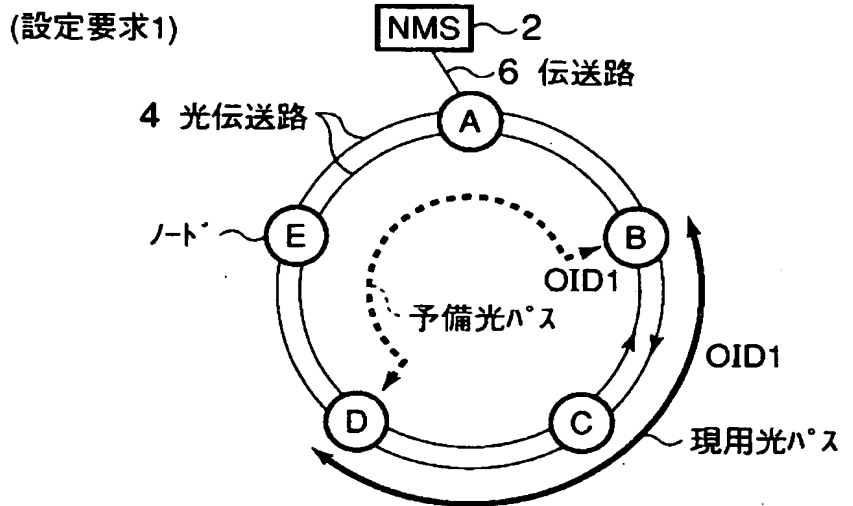 (設定要求1)
NMS
2
6 伝送路
4 光伝送路
A
ノード
E
B
OID1
予備光パス
OID1
D
C
現用光パス